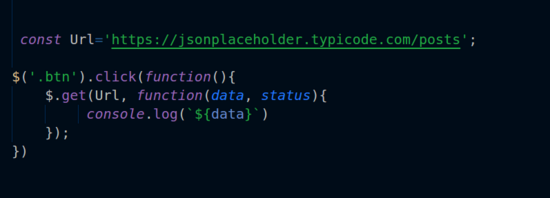 const Url='https://jsonplaceholder.typicode.com/posts';
$('.btn').click(function(){
$.get(Url, function(data, status){
console.log(`${data}`)
});
})